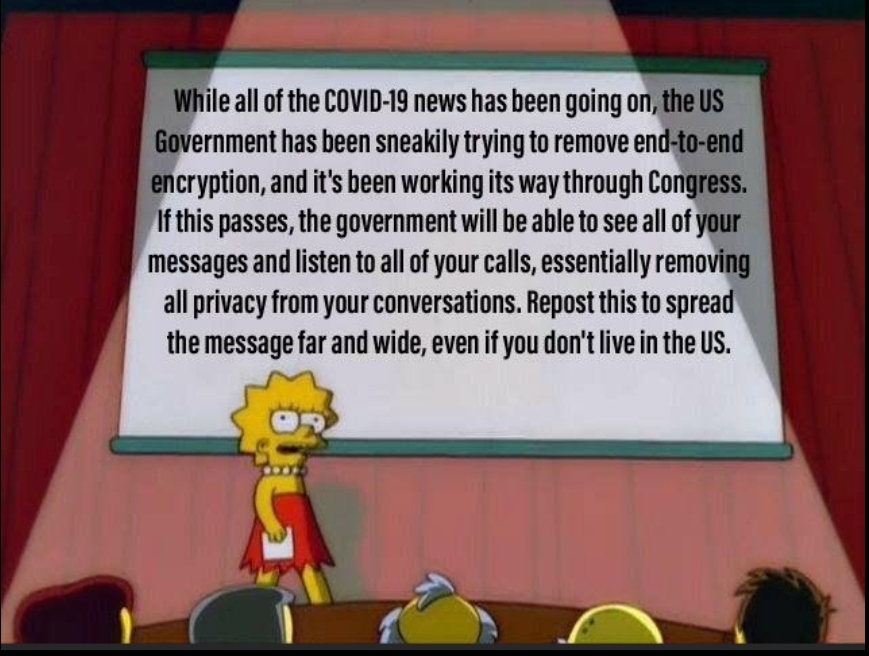 While all of the COVID-19 news has been going on, the US
Government has been sneakily trying to remove end-to-end
encryption, and it's been working its way through Congress.
If this passes, the government will be able to see all of your
messages and listen to all of your calls, essentially removing
all privacy from your conversations. Repost this to spread
the message far and wide, even if you don't live in the US.